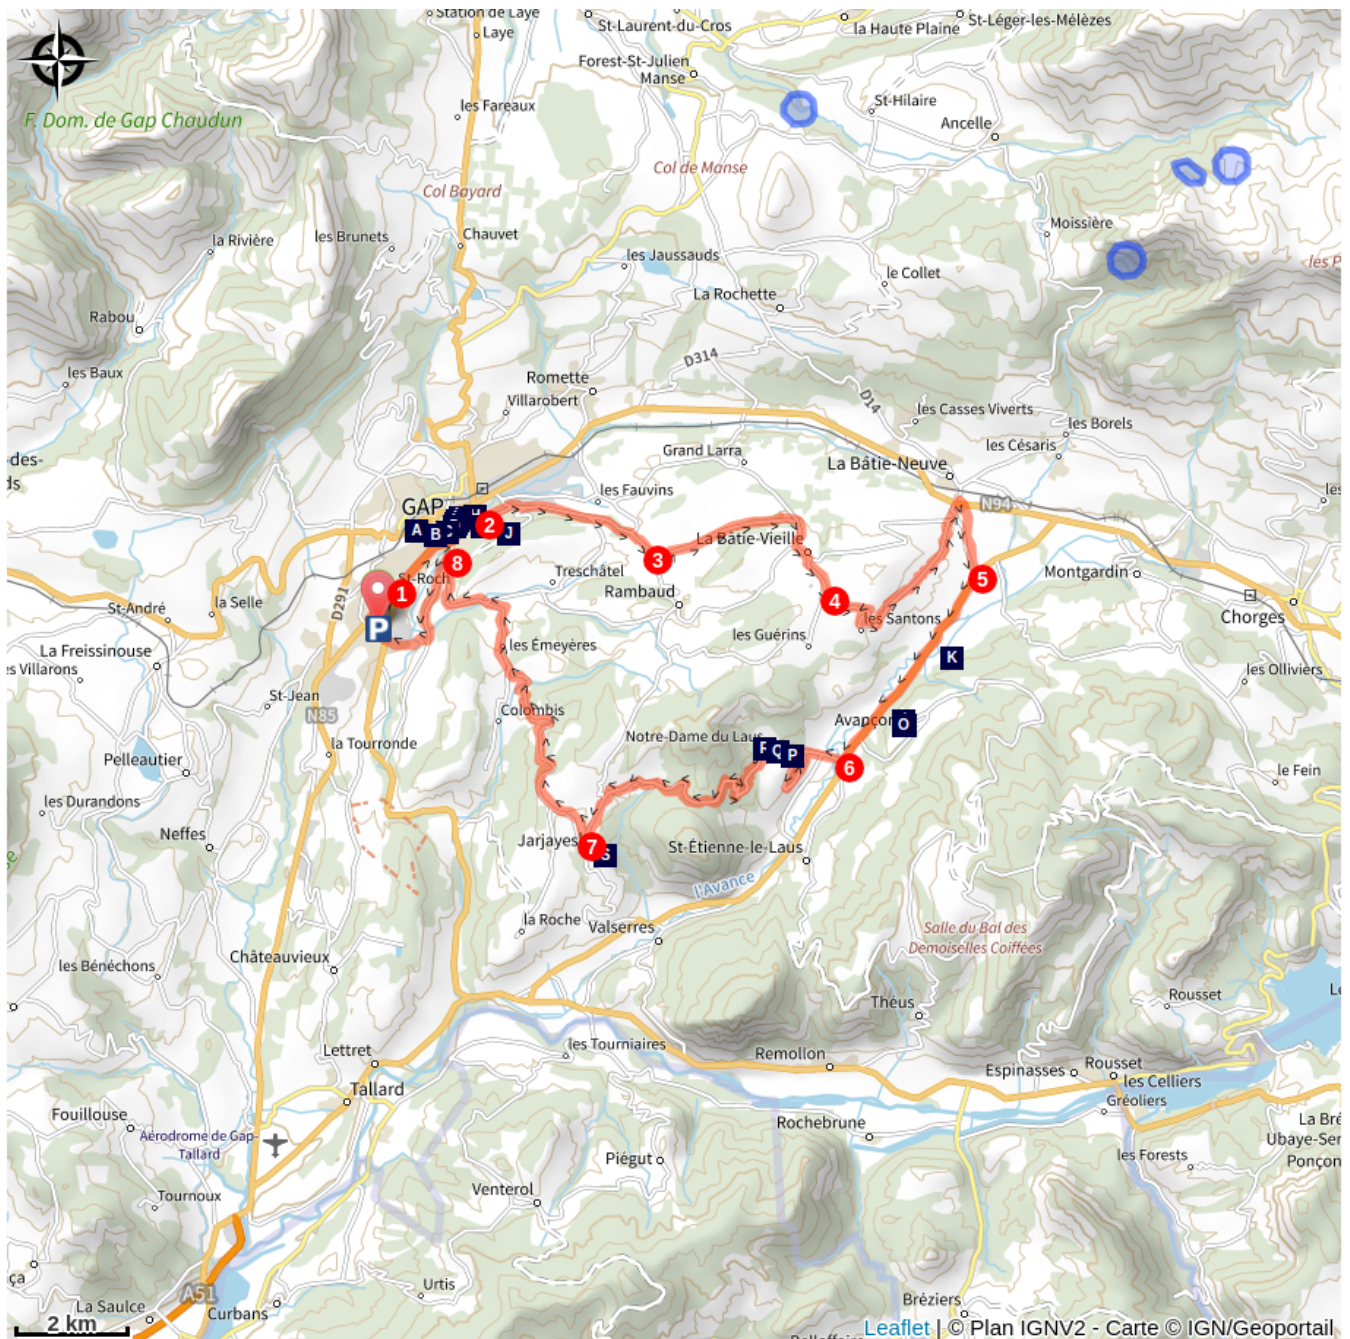 Station de Laye
Laye
St-Laurent-du-Cros
la Haute Plaine
St-Léger-les-Mélèzes
Forest-St-Julien
Manse
les Fareaux
St-Hilaire
Ancelle
F. Dom. de Gap Chaudun
Col de Manse
Col Bayard
la Rivière
les Brunets
Chauvet
Moissière
les Jaussauds
le Collet
les P
La Rochette
Rabou
les Baux
D314
Romette
Villarobert
D14
les Casses Viverts
les Borels
les Césaris
-des-
ds
Grand Larra
La Bâtie-Neuve
les Fauvins
les
GAP
N94
A
B
H
2
J
La Bâtie-Vieille
3
8
St-Roch
Treschâtel
5
Montgardin
1
Rambaud
4
P
St-André
la Selle
D291
les Santons
Chorges
les Guérins
La Freissinouse
es Villarons
les Émeyères
K
les Olliviers
St-Jean
N85
Colombis
Avançon
O
Notre-Dame du Laus
Q
P
la Tourronde
Pelleautier
6
le Fein
les Durandons
Neffes
Jarjayes
7
S
St-Étienne-le-Laus
l'Avance
la Roche
Valserres
Salle du Bal des
Demoiselles Coiffées
Châteauvieux
les Bénéchons
Théus
Rousset
Le
les Tourniaires
Lettret
Remollon
Espinasses
Rousset
Tallard
les Celliers
Gréoliers
Fouillouse
Rochebrune
La Bré
Ubaye-Ser
Ponçon
Aérodrome de Gap-
Tallard
Piégut
les Forests
Tournoux
Venterol
ça
A51
Urtis
La Saulce
Curbans
Bréziers
2 km
Bellaffaire
Leaflet | © Plan IGNV2 - Carte © IGN/Geoportail